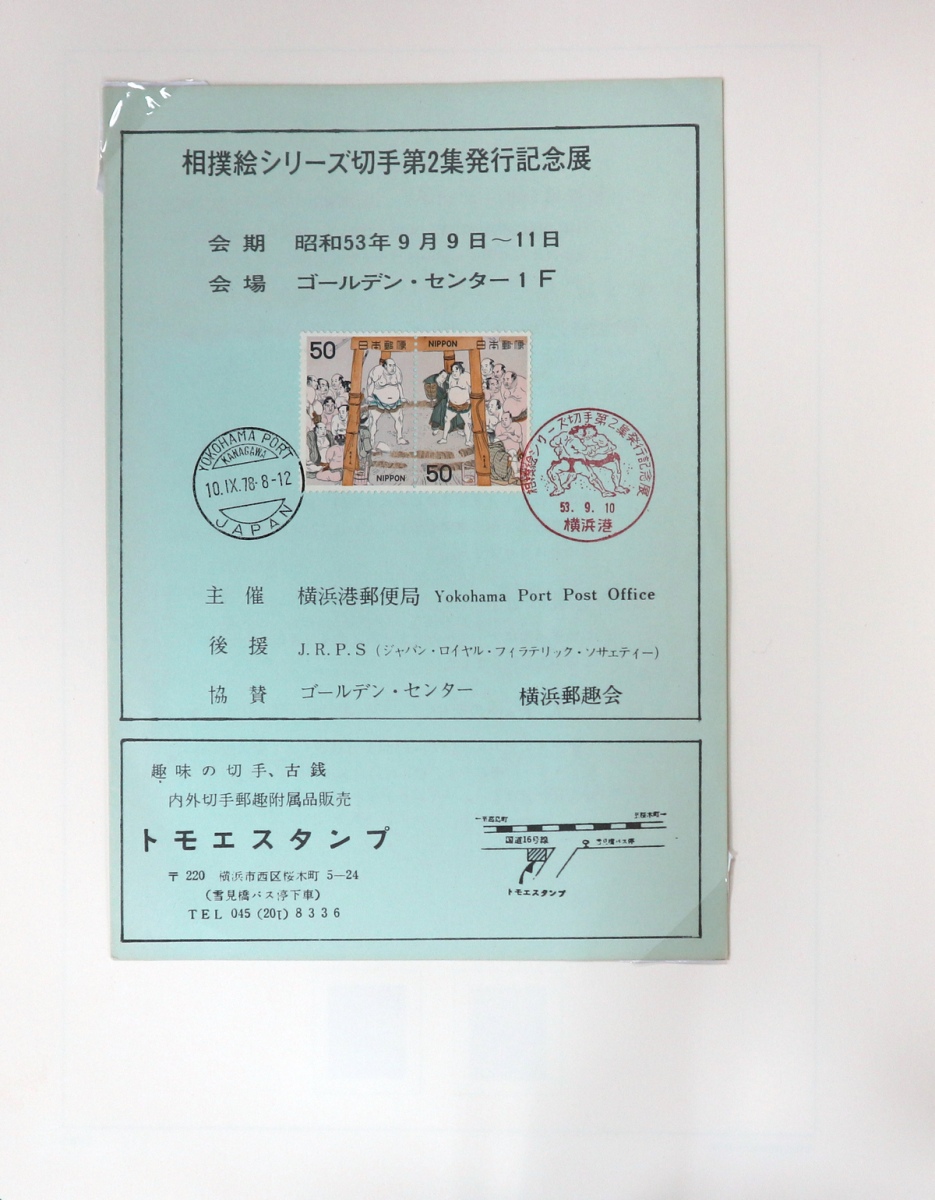 相撲絵シリーズ切手第2集発行記念展
会期 昭和53年9月9日～11日
会場 ゴールデン・センター1F
50 日本郵便 NIPPON 日本郵便
NIPPON 50
YOKOHAMA PORT
KANAGAWA
10.IX.78・8-12
JAPAN
相撲絵シリーズ切手第2集発行記念展
53.9.10
横浜港
主催 横浜港郵便局 Yokohama Port Post Office
後援 J.R.P.S (ジャパン・ロイヤル・フィラテリック・ソサエティー)
協賛 ゴールデン・センター 横浜郵趣会
趣味の切手、古銭
内外切手郵趣附属品販売
トモエスタンプ
〒220 横浜市西区桜木町 5-24
(雪見橋バス停下車)
TEL 045 (201) 8336
至桜木町→
国道16号線
雪見橋バス停
トモエスタンプ